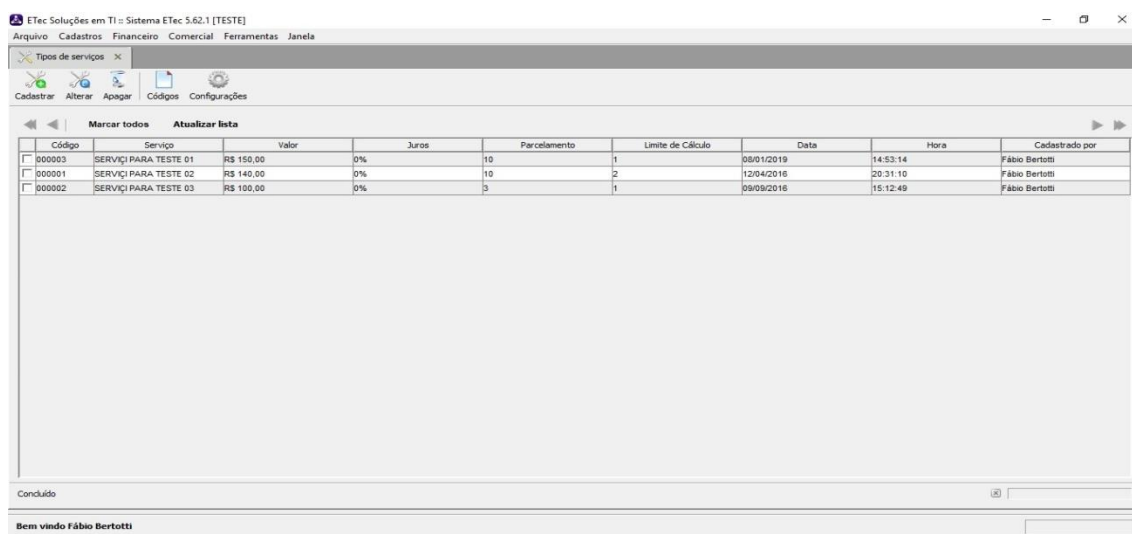 ETec Soluções em TI :: Sistema ETec 5.62.1 [TESTE]
Arquivo Cadastros Financeiro Comercial Ferramentas Janela
Tipos de serviços
Cadastrar Alterar Apagar Códigos Configurações
Marcar todos Atualizar lista
Código Serviço Valor Juros Parcelamento Limite de Cálculo Data Hora Cadastrado por
000003 SERVIÇI PARA TESTE 01 R$ 150,00 0% 10 1 08/01/2019 14:53:14 Fábio Bertotti
000001 SERVIÇI PARA TESTE 02 R$ 140,00 0% 10 2 12/04/2016 20:31:10 Fábio Bertotti
000002 SERVIÇI PARA TESTE 03 R$ 100,00 0% 3 1 09/09/2016 15:12:49 Fábio Bertotti
Concluído
Bem vindo Fábio Bertotti